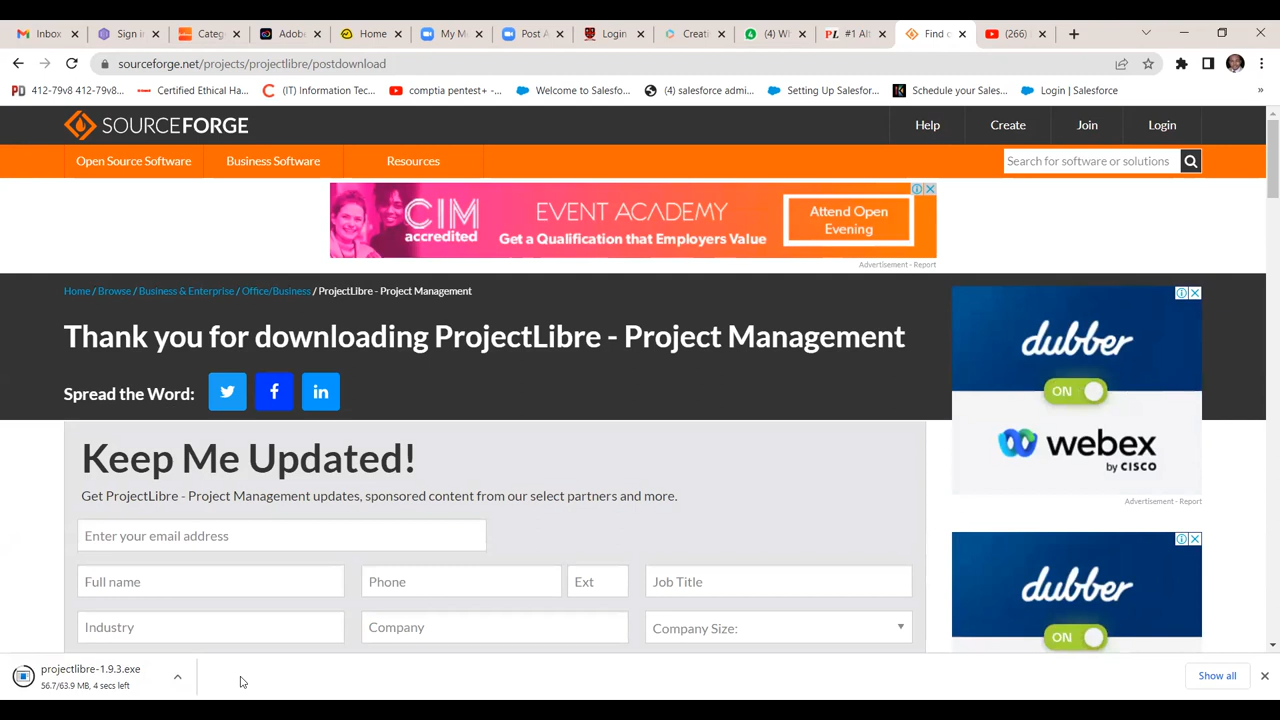 Inbox
Sign in
Categ
Adobe
Home
My M
Post A
Login
Creati
(4) Wh
#1 Alt
Find o
(266)
sourceforge.net/projects/projectlibre/postdownload
412-79v8 412-79v8...
Certified Ethical Ha...
(IT) Information Tec...
comptia pentest+ -...
Welcome to Salesfo...
(4) salesforce admi...
Setting Up Salesfor...
Schedule your Sales...
Login | Salesforce
SOURCEFORGE
Help
Create
Join
Login
Open Source Software
Business Software
Resources
Search for software or solutions
CIM
accredited
EVENT ACADEMY
Get a Qualification that Employers Value
Attend Open
Evening
Advertisement - Report
Home / Browse / Business & Enterprise / Office/Business / ProjectLibre - Project Management
Thank you for downloading ProjectLibre - Project Management
Spread the Word:
dubber
ON
webex
by CISCO
Advertisement - Report
Keep Me Updated!
Get ProjectLibre - Project Management updates, sponsored content from our select partners and more.
Enter your email address
Full name
Phone
Ext
Job Title
Industry
Company
Company Size:
dubber
ON
projectlibre-1.9.3.exe
56.7/63.9 MB, 4 secs left
Show all